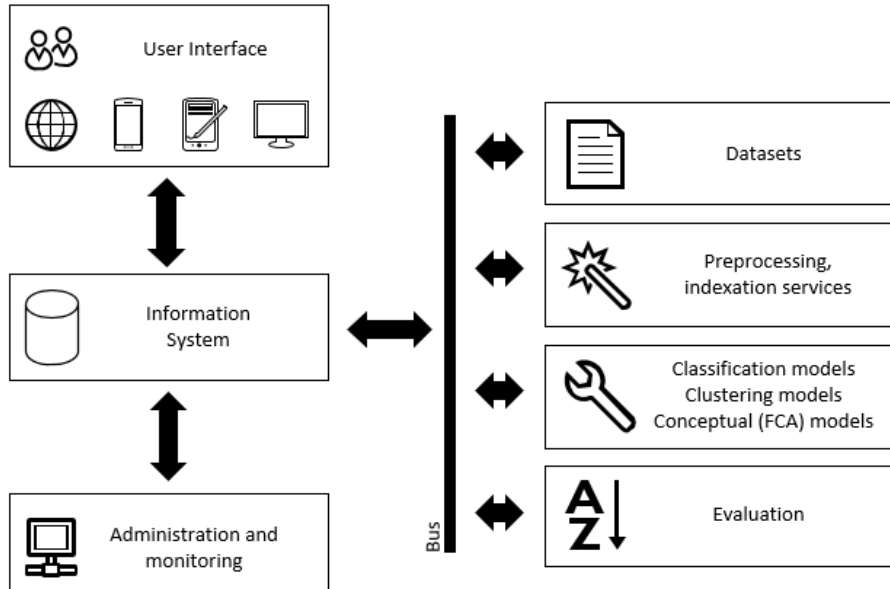 User Interface
Information
System
Administration and
monitoring
Bus
Datasets
Preprocessing,
indexation services
Classification models
Clustering models
Conceptual (FCA) models
A
Z
Evaluation